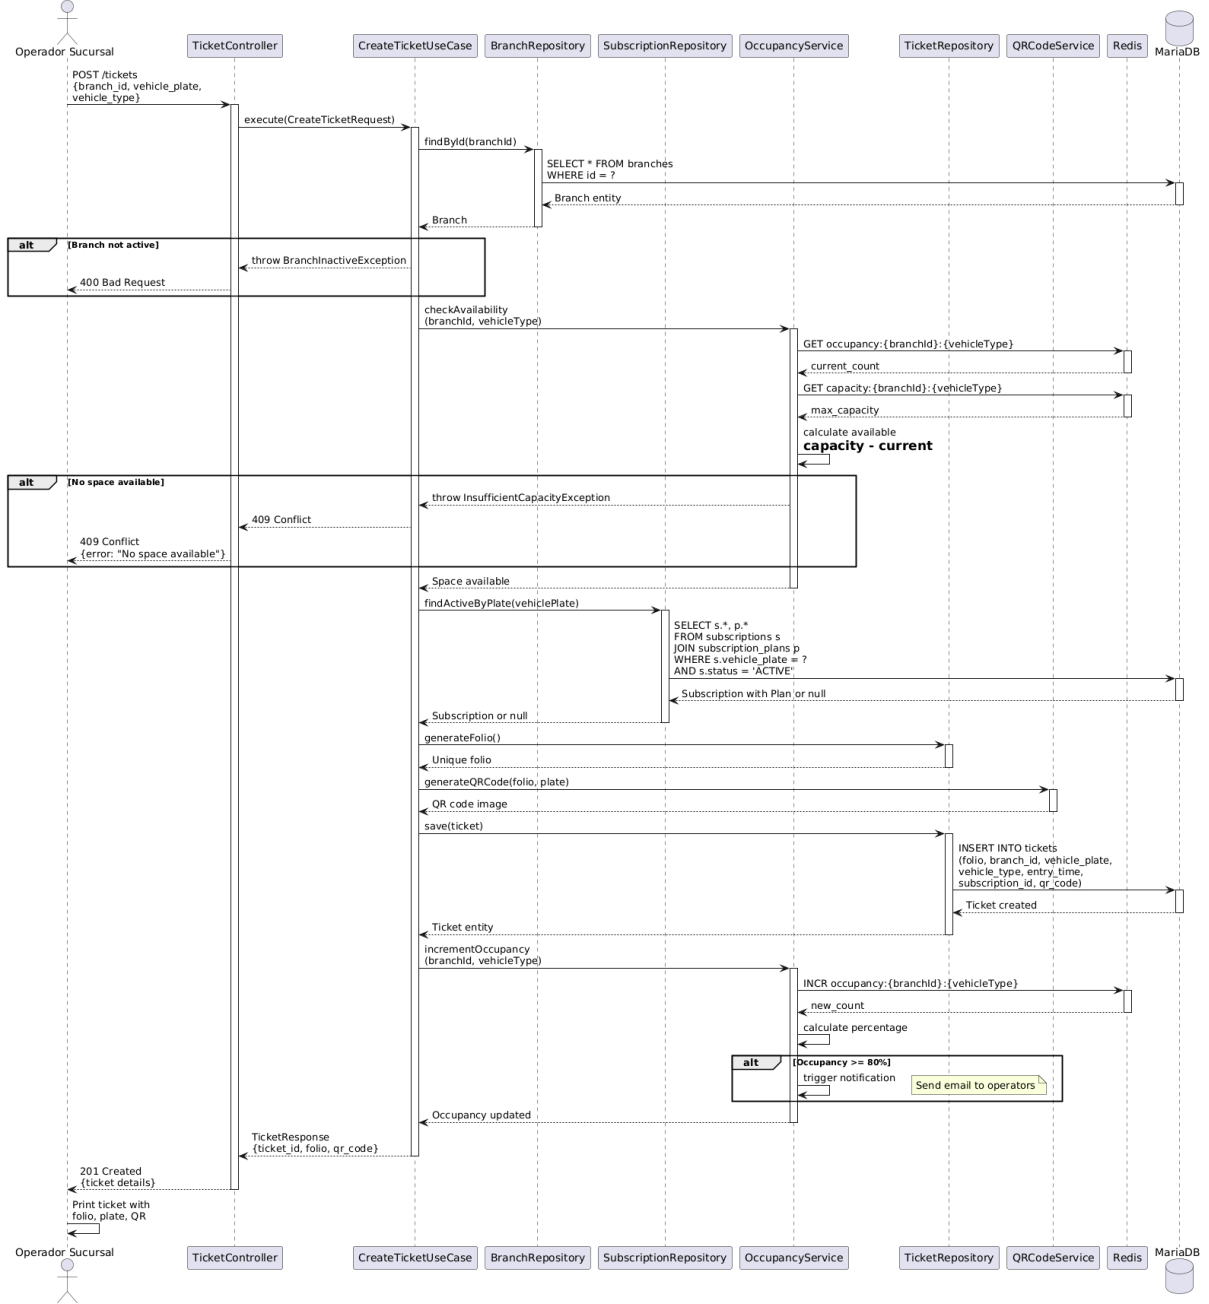 Operador Sucursal
TicketController
CreateTicketUseCase
BranchRepository
SubscriptionRepository
OccupancyService
TicketRepository
QRCodeService
Redis
MariaDB
POST /tickets
{branch_id, vehicle_plate,
vehicle_type}
execute(CreateTicketRequest)
findById(branchId)
SELECT * FROM branches
WHERE id = ?
Branch entity
Branch
alt
[Branch not active]
throw BranchInactiveException
400 Bad Request
checkAvailability
(branchId, vehicleType)
GET occupancy:{branchId}:{vehicleType}
current_count
GET capacity:{branchId}:{vehicleType}
max_capacity
calculate available
capacity - current
alt
[No space available]
throw InsufficientCapacityException
409 Conflict
409 Conflict
{error: "No space available"}
Space available
findActiveByPlate(vehiclePlate)
SELECT s.*, p.*
FROM subscriptions s
JOIN subscription_plans p
WHERE s.vehicle_plate = ?
AND s.status = 'ACTIVE'
Subscription with Plan or null
Subscription or null
generateFolio()
Unique folio
generateQRCode(folio, plate)
QR code image
save(ticket)
INSERT INTO tickets
(folio, branch_id, vehicle_plate,
vehicle_type, entry_time,
subscription_id, qr_code)
Ticket created
Ticket entity
incrementOccupancy
(branchId, vehicleType)
INCR occupancy:{branchId}:{vehicleType}
new_count
calculate percentage
alt
[Occupancy >= 80%]
trigger notification
Send email to operators
Occupancy updated
TicketResponse
{ticket_id, folio, qr_code}
201 Created
{ticket details}
Print ticket with
folio, plate, QR
Operador Sucursal
TicketController
CreateTicketUseCase
BranchRepository
SubscriptionRepository
OccupancyService
TicketRepository
QRCodeService
Redis
MariaDB